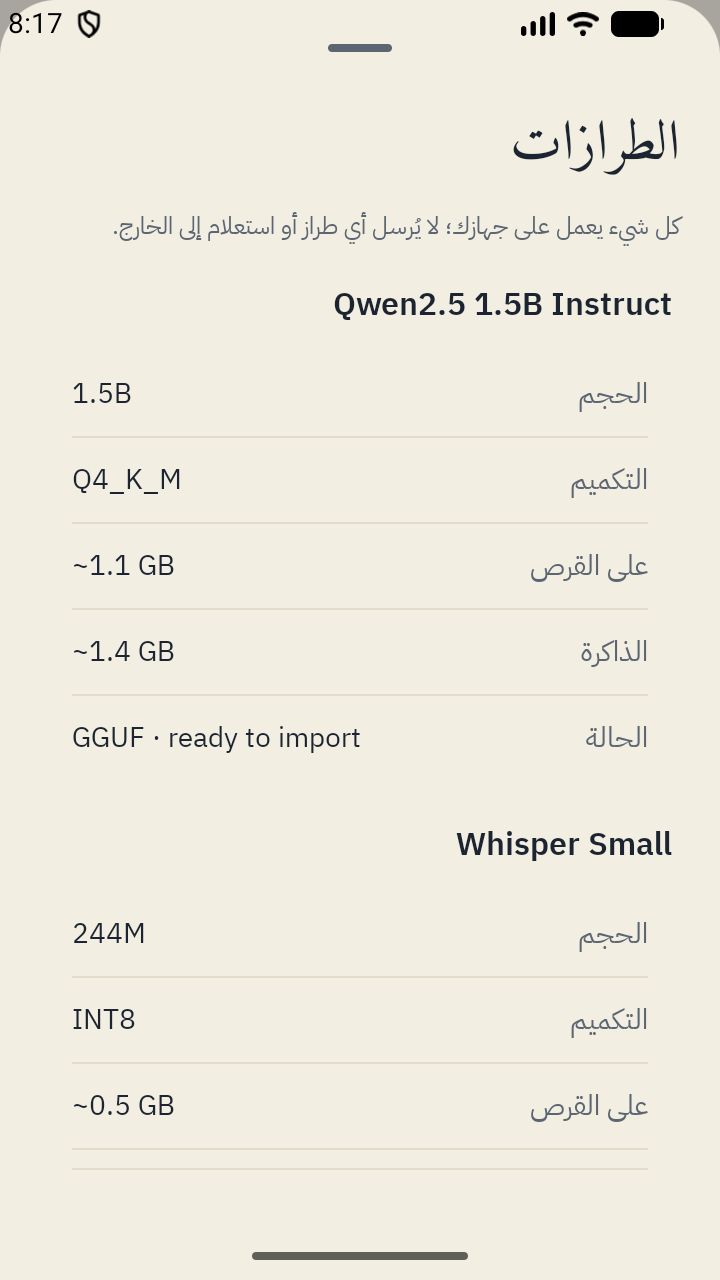 8:17
الطرازات
كل شيء يعمل على جهازك؛ لا يُرسل أي طراز أو استعلام إلى الخارج.
Qwen2.5 1.5B Instruct
الحجم 1.5B
التكميم Q4_K_M
على القرص ~1.1 GB
الذاكرة ~1.4 GB
الحالة GGUF · ready to import
Whisper Small
الحجم 244M
التكميم INT8
على القرص ~0.5 GB